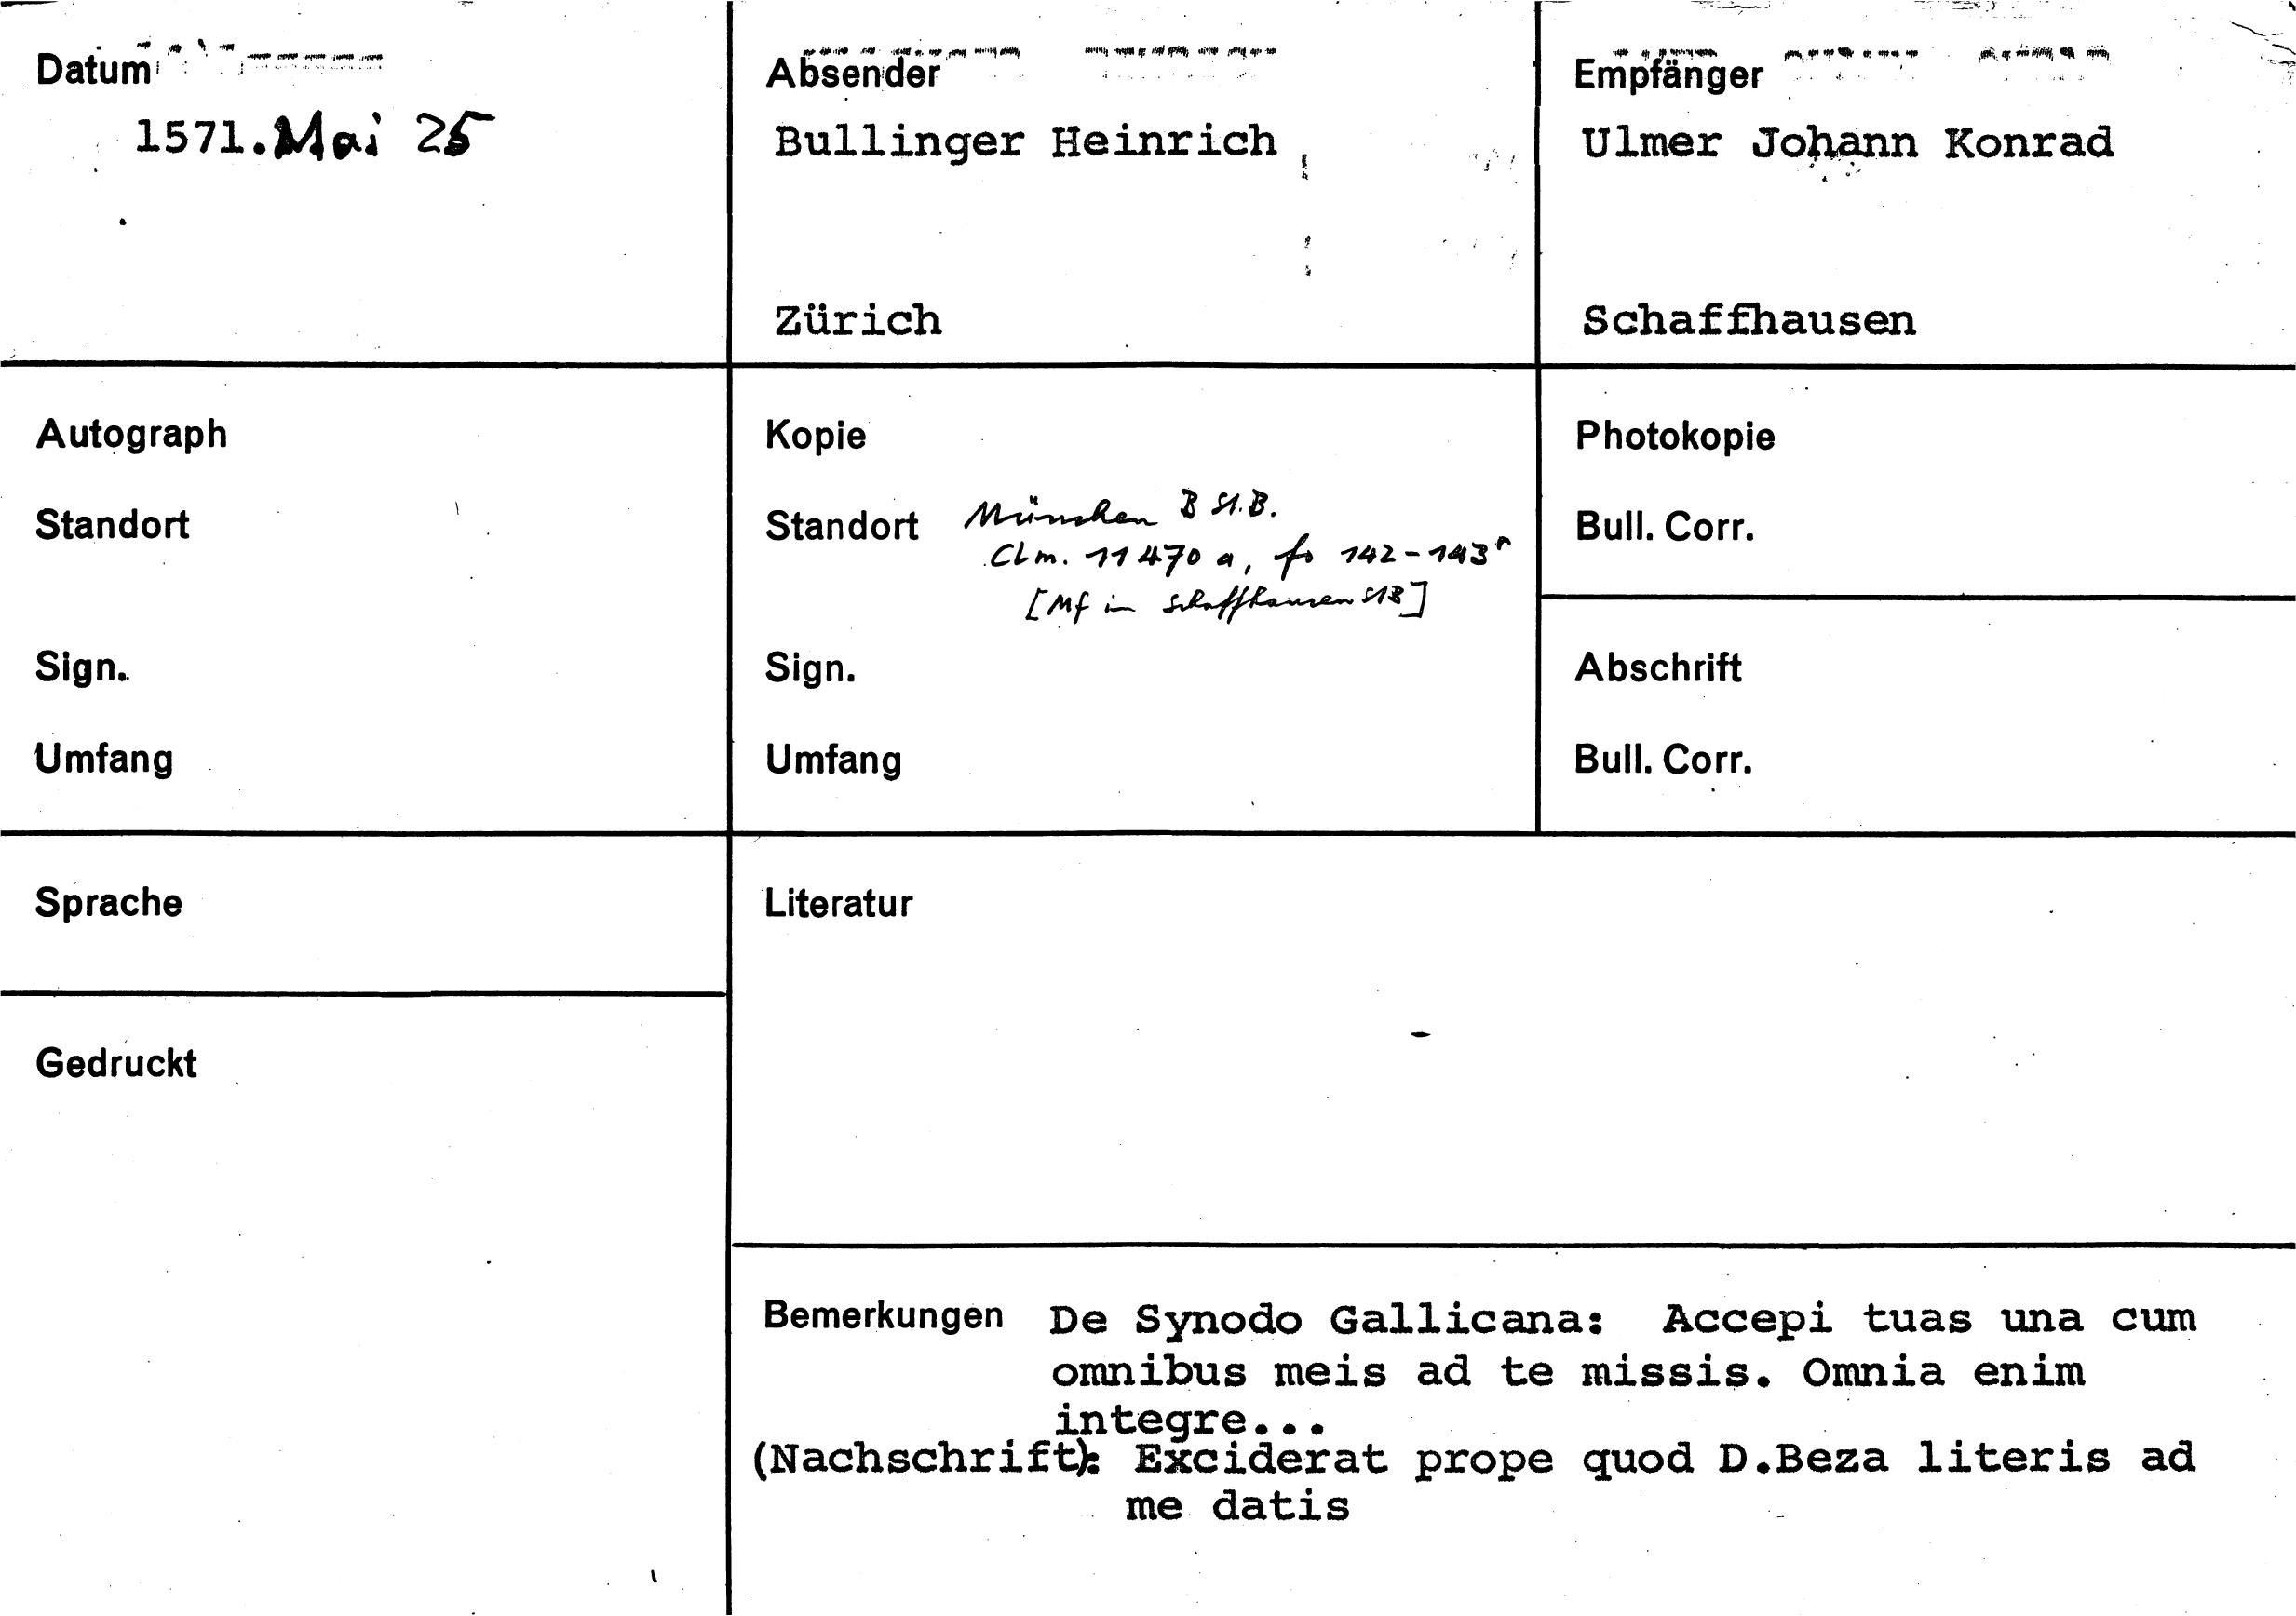 Datum
1571. Mai 25
Absender
Bullinger Heinrich
Zürich
Empfänger
Ulmer Johann Konrad
Schaffhausen
Autograph
Standort
Sign.
Umfang
Kopie
Standort München B St.B.
Clm. 11470 a, fo 142-143r
[Mf in Schaffhausen StB]
Sign.
Umfang
Photokopie
Bull. Corr.
Abschrift
Bull. Corr.
Sprache
Gedruckt
Literatur
Bemerkungen De Synodo Gallicana: Accepi tuas una cum
omnibus meis ad te missis. Omnia enim
integre...
(Nachschrift): Exciderat prope quod D.Beza literis ad
me datis